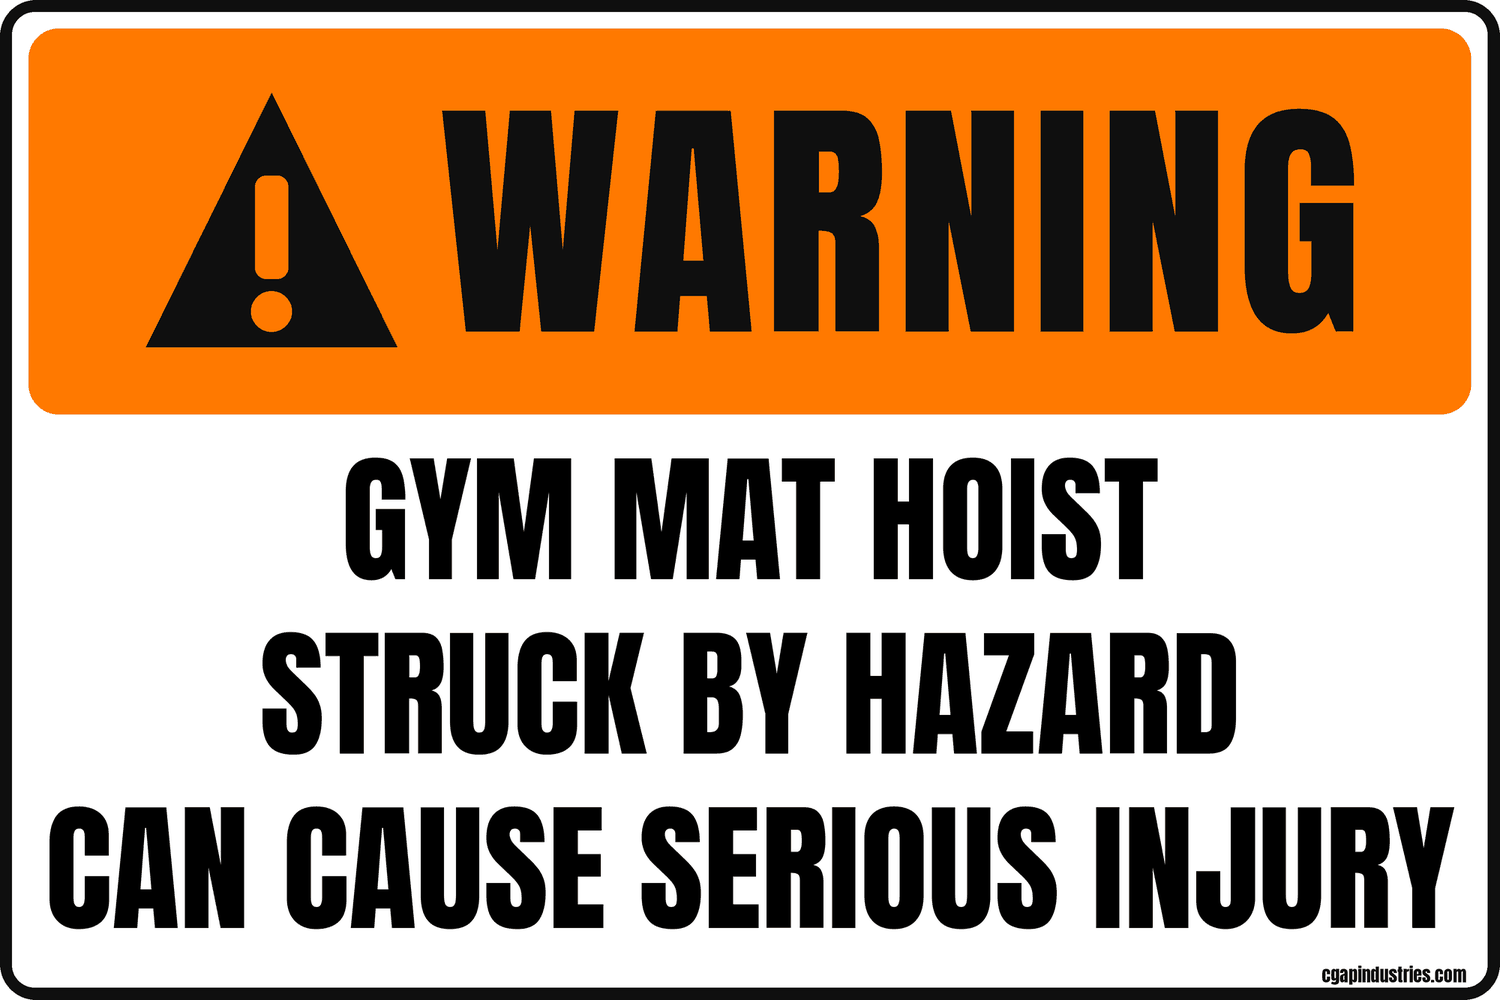 WARNING
GYM MAT HOIST
STRUCK BY HAZARD
CAN CAUSE SERIOUS INJURY
cgapindustries.com